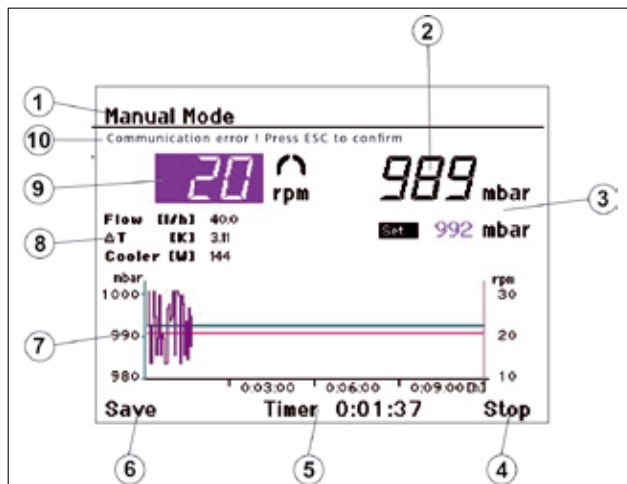 2
1
Manual Mode
10
Communication error ! Press ESC to confirm
9
20 rpm
989 mbar
3
Set 992 mbar
8
Flow [l/h] 40.0
ΔT [K] 3.11
Cooler [W] 144
mbar
rpm
1000
30
7
990
20
980
10
0:03:00 0:06:00 0:09:00 [h]
Save Timer 0:01:37 Stop
6 5 4